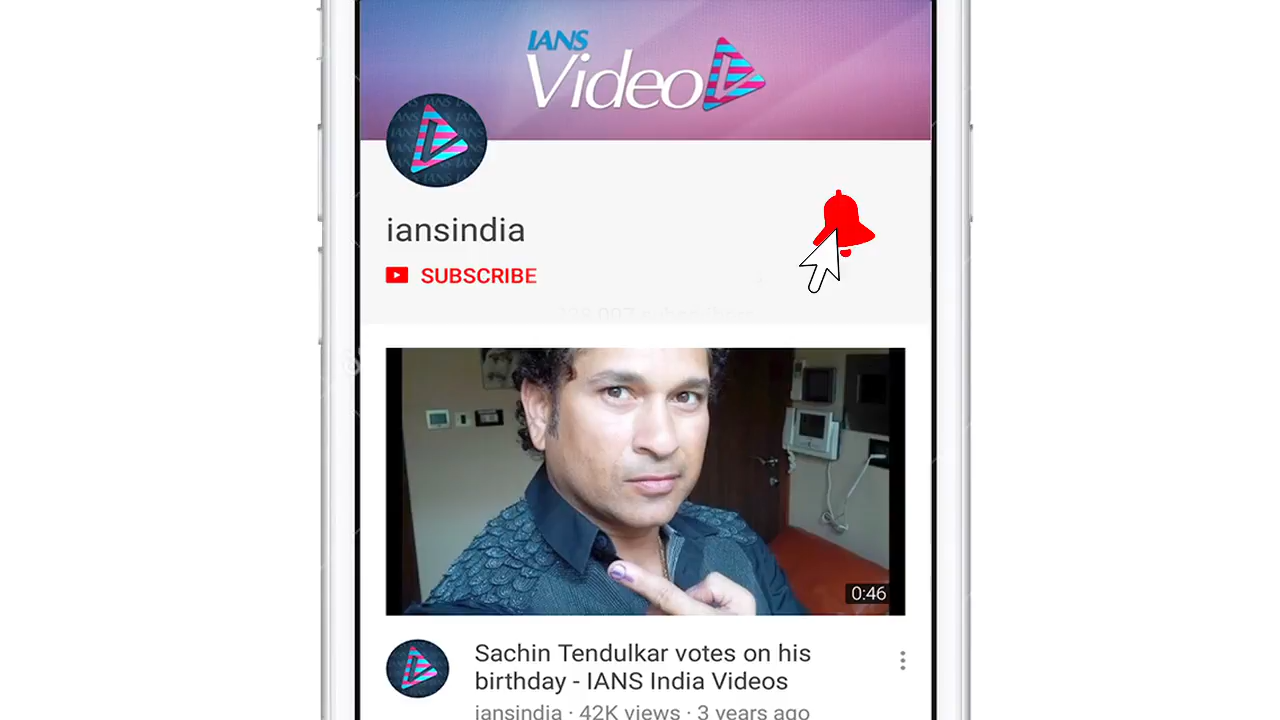 IANS
Video
iansindia
SUBSCRIBE
0:46
Sachin Tendulkar votes on his
birthday - IANS India Videos
iansindia · 42K views · 3 years ago